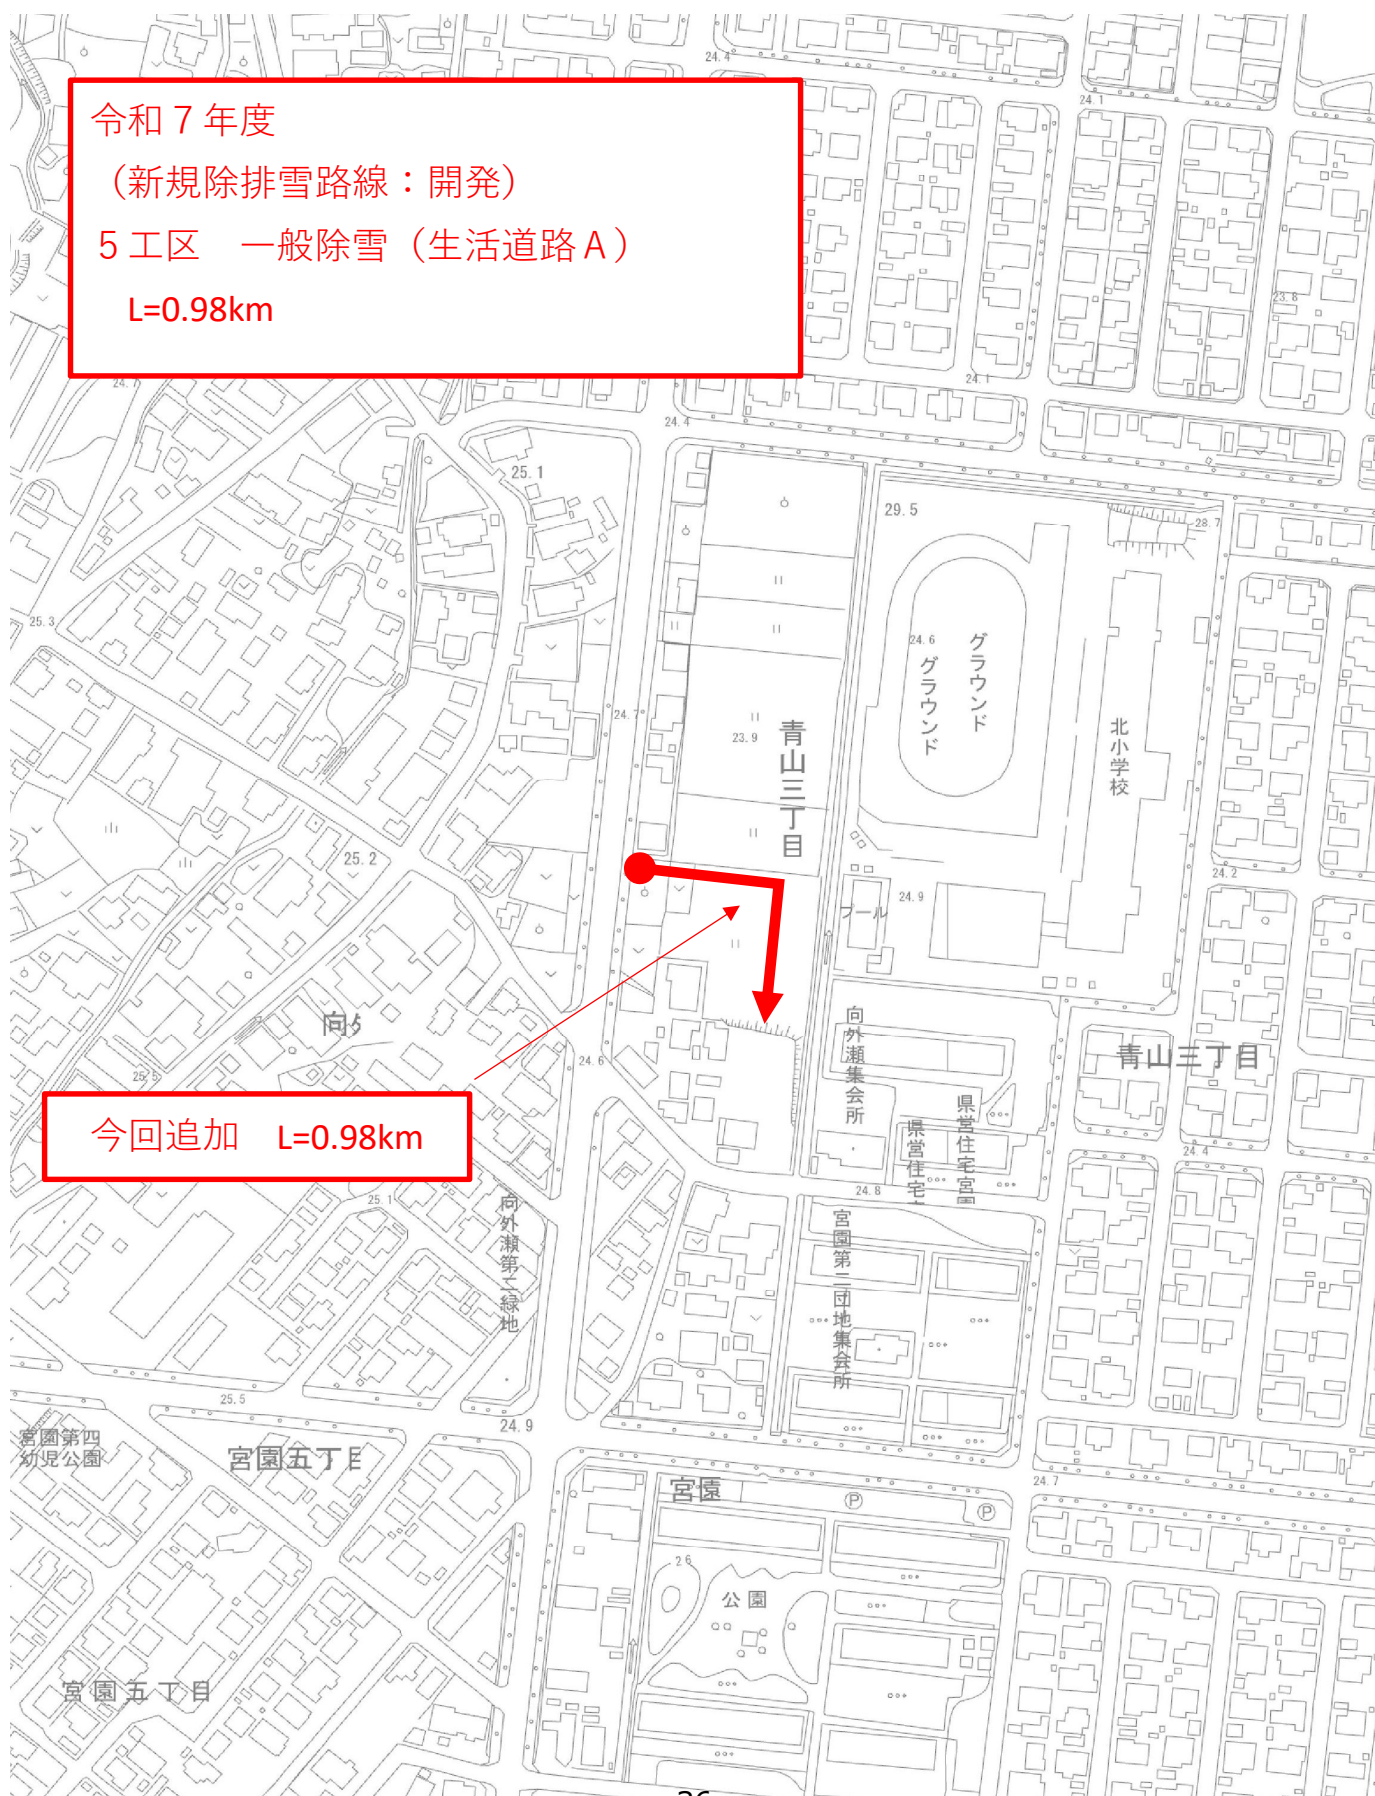 24.4
24.1
令和７年度
（新規除排雪路線：開発）
５工区　一般除雪（生活道路Ａ）
L=0.98km
23.8
24.7
24.1
24.4
25.1
29.5
28.7
25.3
24.6
グラウンド
グラウンド
24.7
23.9
青山三丁目
北小学校
25.2
24.2
24.9
プール
向外瀬集会所
青山三丁目
24.6
25.5
今回追加　L=0.98km
県営住宅宮園
県営住宅
24.4
24.8
25.1
向外瀬第二緑地
宮園第二団地集会所
25.5
24.9
宮園第四
幼児公園
宮園五丁目
24.7
宮園
P
P
26
公園
宮園五丁目